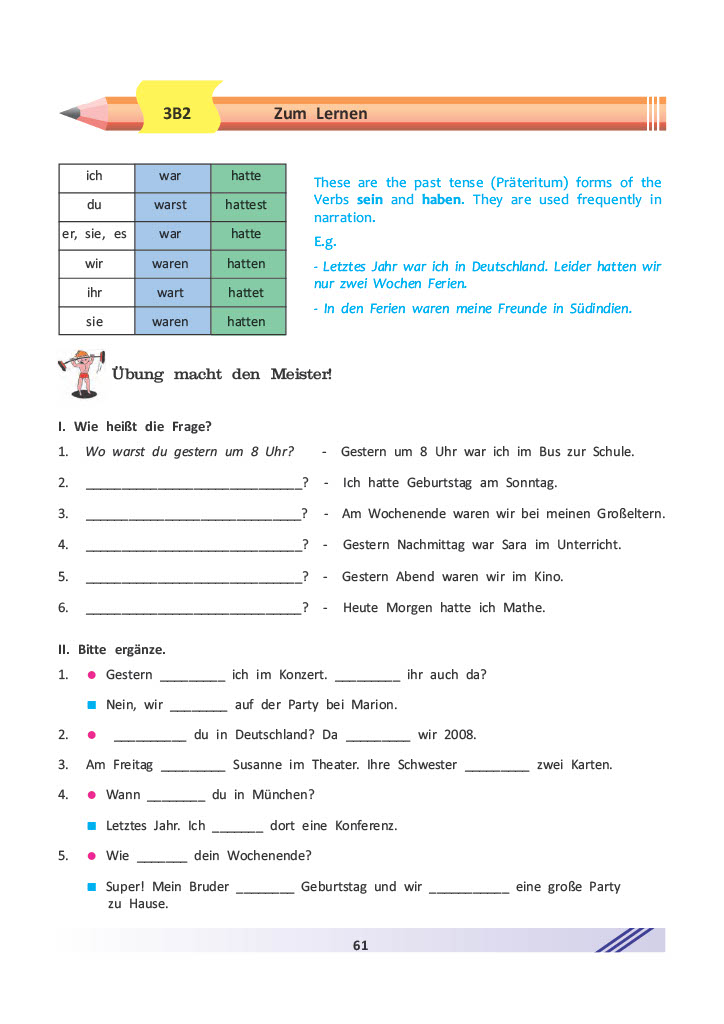 3B2 Zum Lernen
ich war hatte
du warst hattest
er, sie, es war hatte
wir waren hatten
ihr wart hattet
sie waren hatten
These are the past tense (Präteritum) forms of the
Verbs sein and haben. They are used frequently in
narration.
E.g.
- Letztes Jahr war ich in Deutschland. Leider hatten wir
nur zwei Wochen Ferien.
- In den Ferien waren meine Freunde in Südindien.
Übung macht den Meister!
I. Wie heißt die Frage?
1. Wo warst du gestern um 8 Uhr? - Gestern um 8 Uhr war ich im Bus zur Schule.
2. ______________________________? - Ich hatte Geburtstag am Sonntag.
3. ______________________________? - Am Wochenende waren wir bei meinen Großeltern.
4. ______________________________? - Gestern Nachmittag war Sara im Unterricht.
5. ______________________________? - Gestern Abend waren wir im Kino.
6. ______________________________? - Heute Morgen hatte ich Mathe.
II. Bitte ergänze.
1. ● Gestern _________ ich im Konzert. _________ ihr auch da?
■ Nein, wir ________ auf der Party bei Marion.
2. ● __________ du in Deutschland? Da _________ wir 2008.
3. Am Freitag _________ Susanne im Theater. Ihre Schwester _________ zwei Karten.
4. ● Wann ________ du in München?
■ Letztes Jahr. Ich _______ dort eine Konferenz.
5. ● Wie _______ dein Wochenende?
■ Super! Mein Bruder ________ Geburtstag und wir ___________ eine große Party
zu Hause.
61